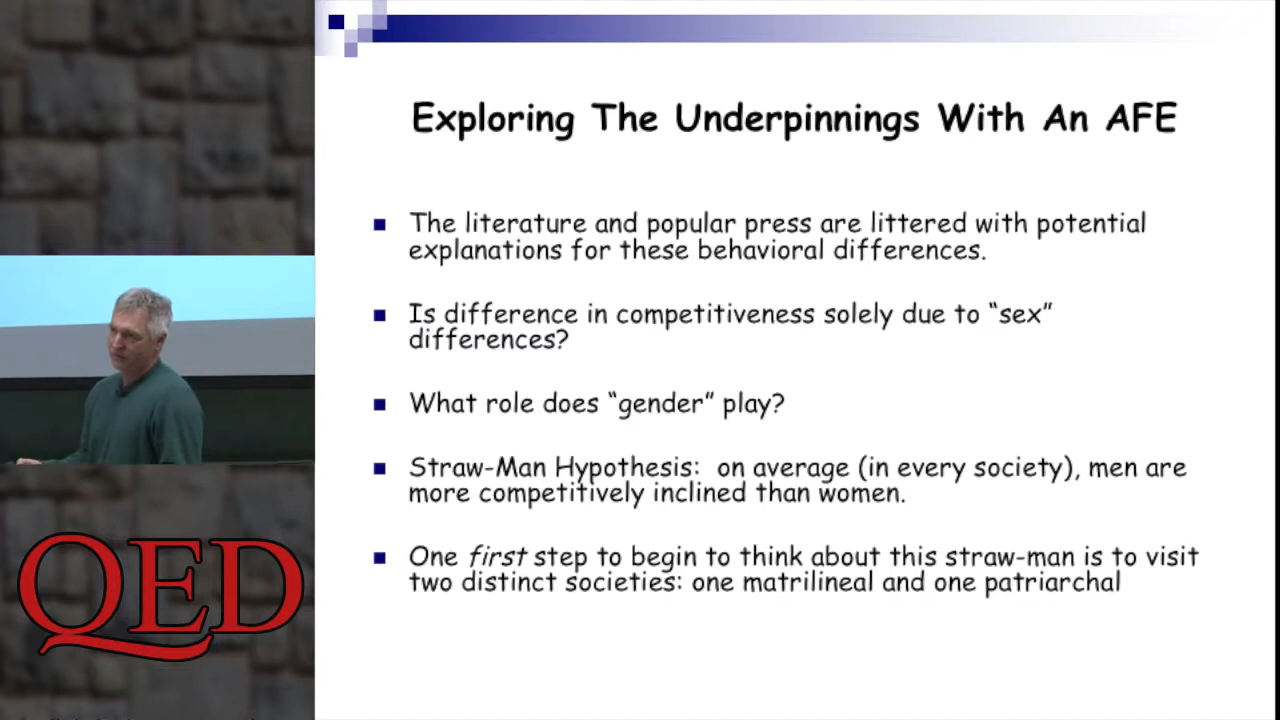 Exploring The Underpinnings With An AFE
The literature and popular press are littered with potential
explanations for these behavioral differences.
Is difference in competitiveness solely due to “sex”
differences?
What role does “gender” play?
Straw-Man Hypothesis: on average (in every society), men are
more competitively inclined than women.
One first step to begin to think about this straw-man is to visit
two distinct societies: one matrilineal and one patriarchal
QED